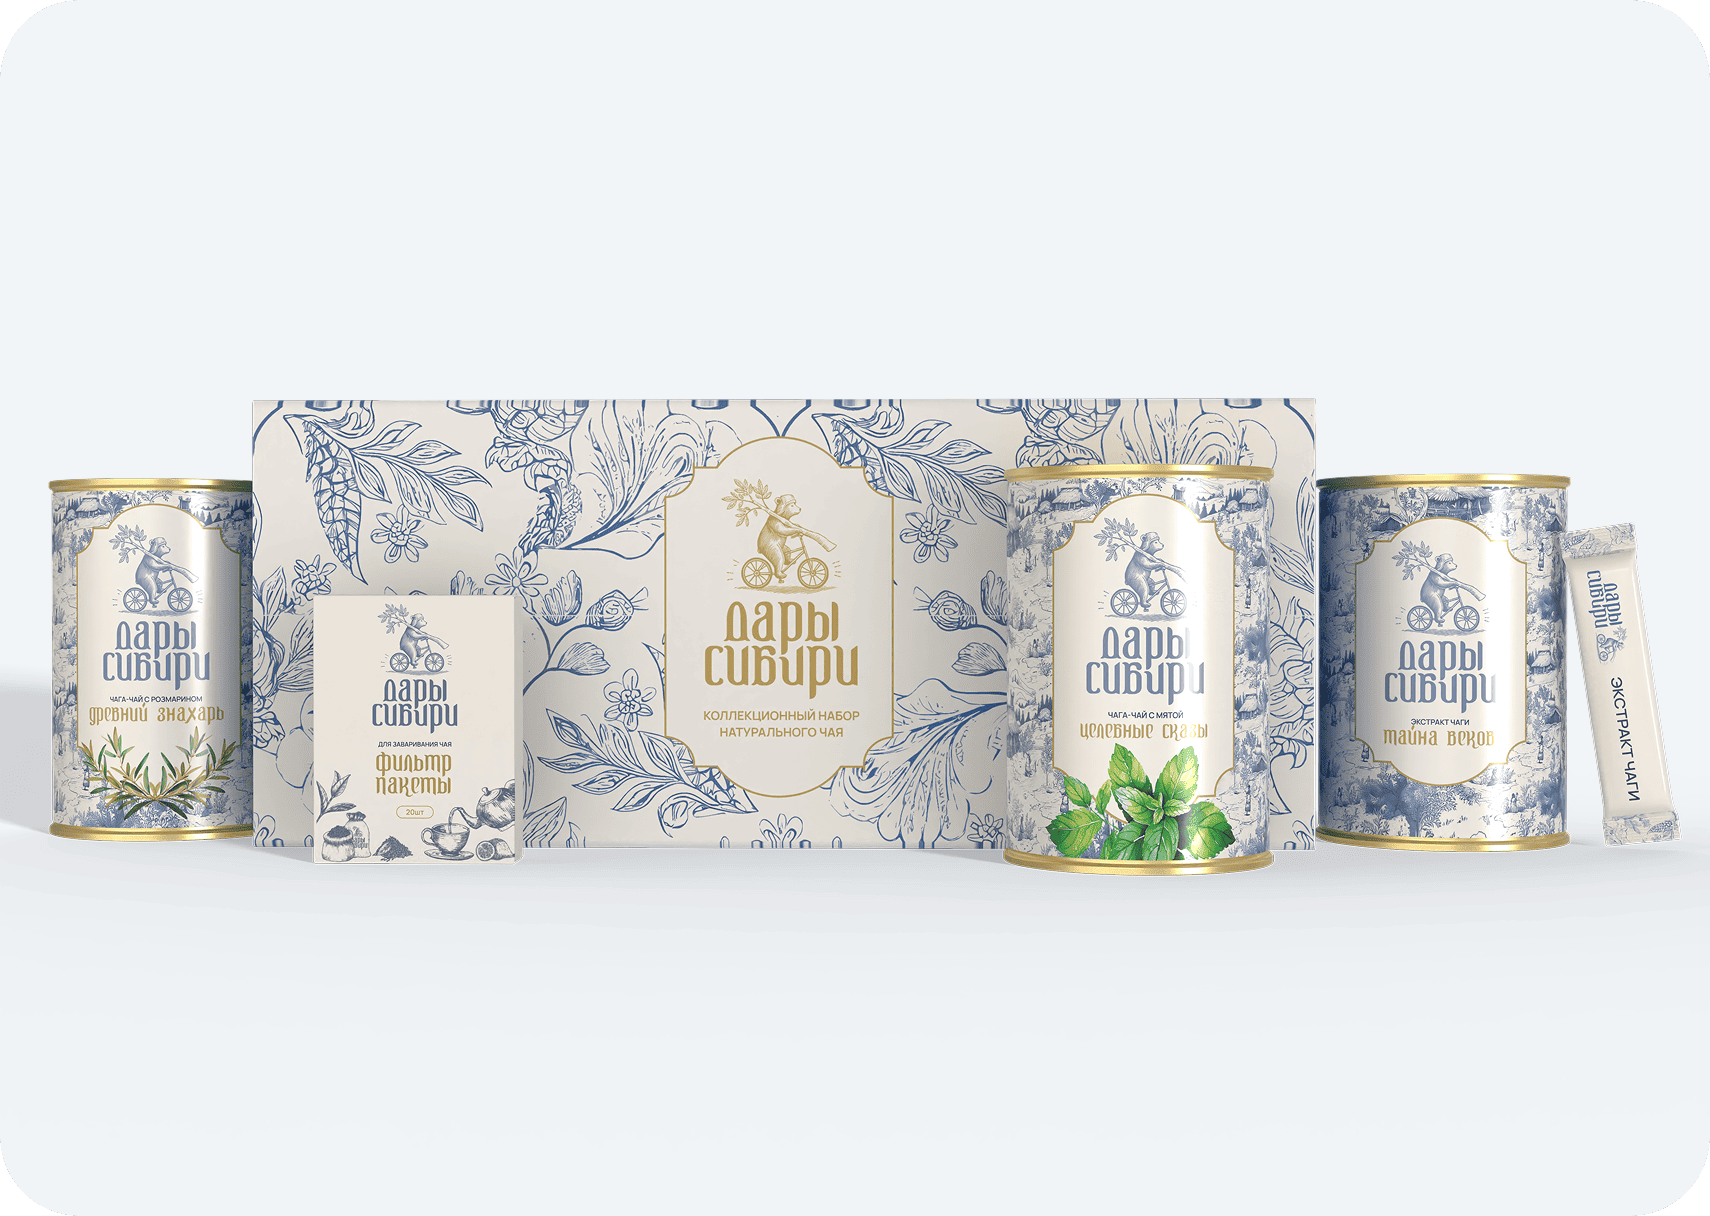 ДАРЫ
СИБИРИ
ЧАГА-ЧАЙ С РОЗМАРИНОМ
ДРЕВНИЙ ЗНАХАРЬ
ДАРЫ
СИБИРИ
ДЛЯ ЗАВАРИВАНИЯ ЧАЯ
ФИЛЬТР
ПАКЕТЫ
20шт
ДАРЫ
СИБИРИ
КОЛЛЕКЦИОННЫЙ НАБОР
НАТУРАЛЬНОГО ЧАЯ
ДАРЫ
СИБИРИ
ЧАГА-ЧАЙ С МЯТОЙ
ЦЕЛЕБНЫЕ СКАЗЫ
ДАРЫ
СИБИРИ
ЭКСТРАКТ ЧАГИ
ТАЙНА ВЕКОВ
ДАРЫ
СИБИРИ
ЭКСТРАКТ ЧАГИ